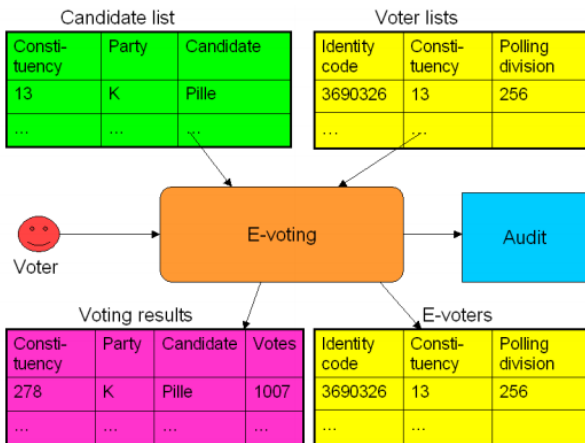 Candidate list
Voter lists
Consti-
tuency
Party
Candidate
13
K
Pille
...
...
...
Identity
code
Consti-
tuency
Polling
division
3690326
13
256
...
...
Voter
E-voting
Audit
Voting results
E-voters
Consti-
tuency
Party
Candidate
Votes
278
K
Pille
1007
...
...
...
...
Identity
code
Consti-
tuency
Polling
division
3690326
13
256
...
...